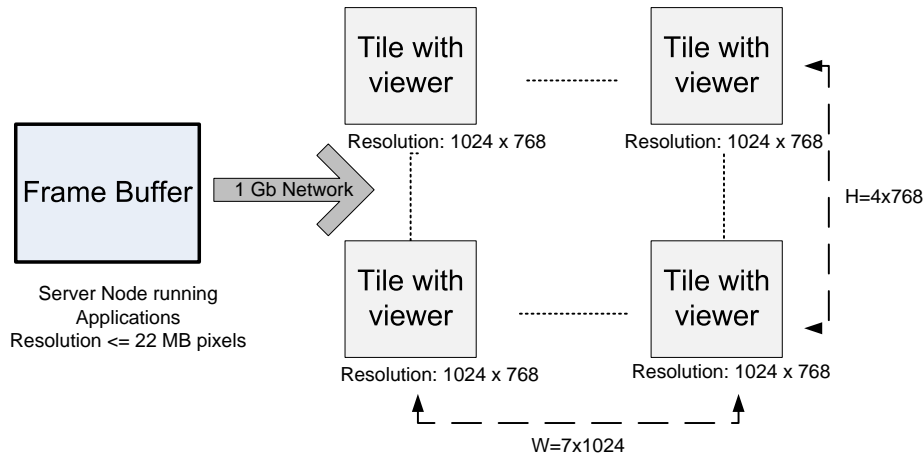 Tile with
viewer
Tile with
viewer
Resolution: 1024 x 768
Resolution: 1024 x 768
Frame Buffer
1 Gb Network
H=4x768
Tile with
viewer
Tile with
viewer
Server Node running
Applications
Resolution <= 22 MB pixels
Resolution: 1024 x 768
Resolution: 1024 x 768
W=7x1024